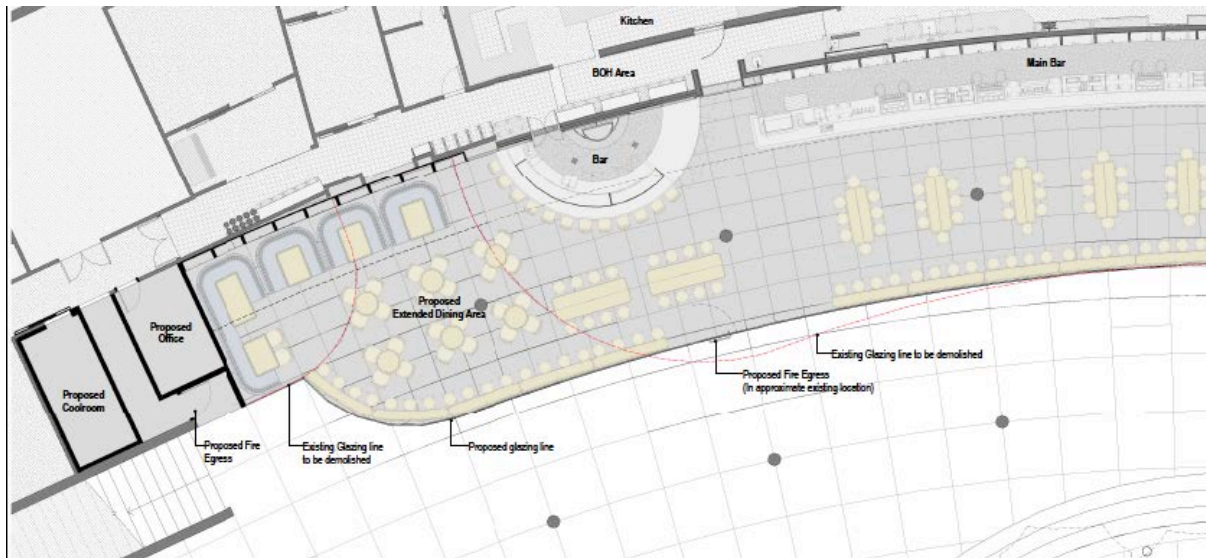 Kitchen
BOH Area
Main Bar
Bar
Proposed
Extended Dining Area
Proposed
Office
Proposed
Coolroom
Existing Glazing line to be demolished
Proposed Fire Egress
(In approximate existing location)
Proposed Fire
Egress
Existing Glazing line
to be demolished
Proposed glazing line